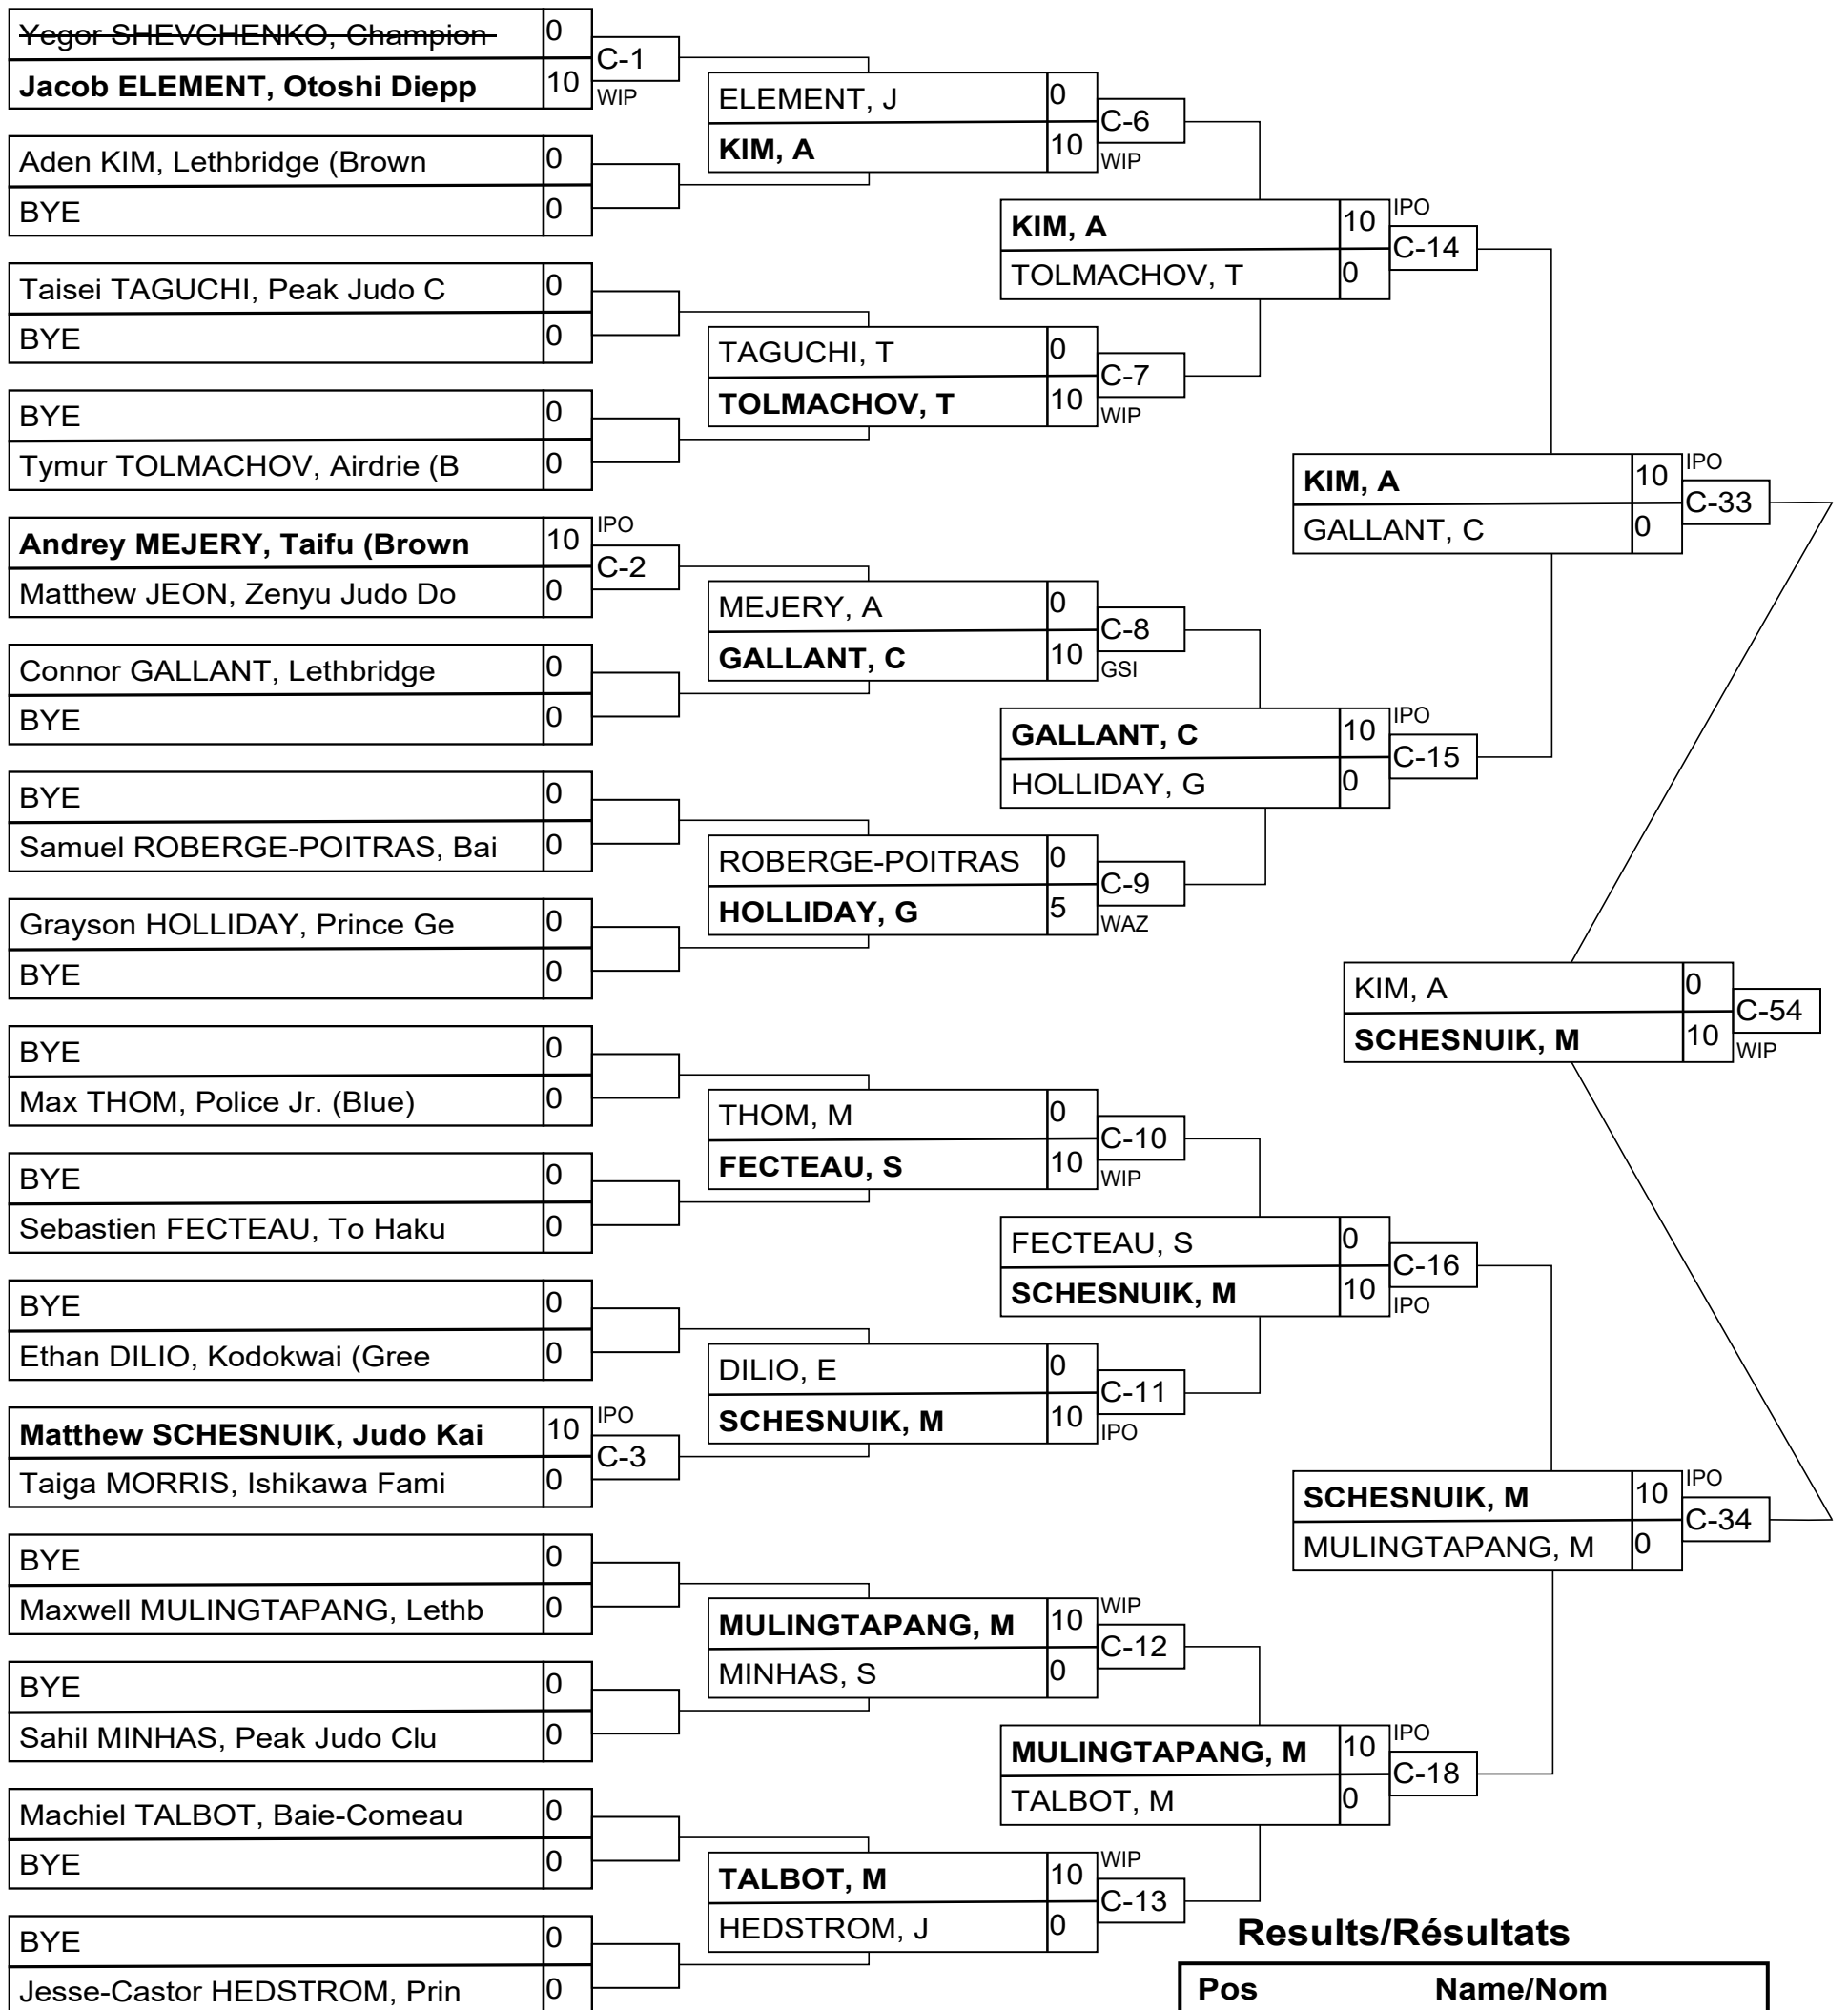 Yegor SHEVCHENKO, Champion 0
Jacob ELEMENT, Otoshi Diepp 10
C-1
WIP
Aden KIM, Lethbridge (Brown 0
BYE 0
Taisei TAGUCHI, Peak Judo C 0
BYE 0
BYE 0
Tymur TOLMACHOV, Airdrie (B 0
Andrey MEJERY, Taifu (Brown 10
Matthew JEON, Zenyu Judo Do 0
IPO
C-2
Connor GALLANT, Lethbridge 0
BYE 0
BYE 0
Samuel ROBERGE-POITRAS, Bai 0
Grayson HOLLIDAY, Prince Ge 0
BYE 0
BYE 0
Max THOM, Police Jr. (Blue) 0
BYE 0
Sebastien FECTEAU, To Haku 0
BYE 0
Ethan DILIO, Kodokwai (Gree 0
Matthew SCHESNUIK, Judo Kai 10
Taiga MORRIS, Ishikawa Fami 0
IPO
C-3
BYE 0
Maxwell MULINGTAPANG, Lethb 0
BYE 0
Sahil MINHAS, Peak Judo Clu 0
Machiel TALBOT, Baie-Comeau 0
BYE 0
BYE 0
Jesse-Castor HEDSTROM, Prin 0
ELEMENT, J 0
KIM, A 10
C-6
WIP
TAGUCHI, T 0
TOLMACHOV, T 10
C-7
WIP
MEJERY, A 0
GALLANT, C 10
C-8
GSI
ROBERGE-POITRAS 0
HOLLIDAY, G 5
C-9
WAZ
THOM, M 0
FECTEAU, S 10
C-10
WIP
DILIO, E 0
SCHESNUIK, M 10
C-11
IPO
MULINGTAPANG, M 10
MINHAS, S 0
WIP
C-12
TALBOT, M 10
HEDSTROM, J 0
WIP
C-13
KIM, A 10
TOLMACHOV, T 0
IPO
C-14
GALLANT, C 10
HOLLIDAY, G 0
IPO
C-15
FECTEAU, S 0
SCHESNUIK, M 10
C-16
IPO
MULINGTAPANG, M 10
TALBOT, M 0
IPO
C-18
KIM, A 10
GALLANT, C 0
IPO
C-33
SCHESNUIK, M 10
MULINGTAPANG, M 0
IPO
C-34
KIM, A 0
SCHESNUIK, M 10
C-54
WIP
Results/Résultats
Pos Name/Nom